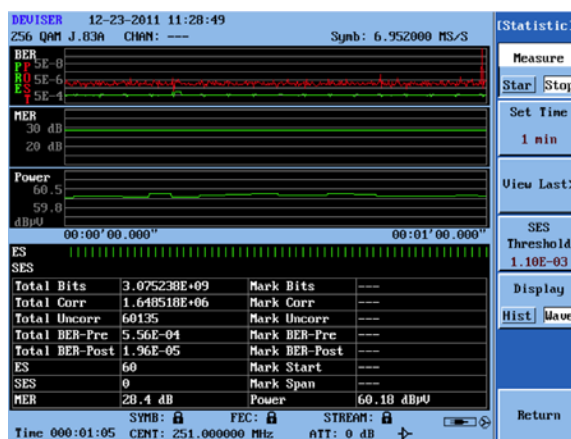 DEVISER 12-23-2011 11:28:49
256 QAM J.83A CHAN: --- Symb: 6.952000 MS/S
BER
PRE
POST
5E-8
5E-6
5E-4
MER
30 dB
20 dB
Power
60.5
59.8
dBµV
00:00'00.000" 00:01'00.000"
ES
SES
Total Bits 3.075238E+09 Mark Bits ---
Total Corr 1.648518E+06 Mark Corr ---
Total Uncorr 60135 Mark Uncorr ---
Total BER-Pre 5.56E-04 Mark BER-Pre ---
Total BER-Post 1.96E-05 Mark BER-Post ---
ES 60 Mark Start ---
SES 0 Mark Span ---
MER 28.4 dB Power 60.18 dBµV
SYMB: FEC: STREAM:
Time 000:01:05 CENT: 251.000000 MHz ATT: 0 dB
[Statistic]
Measure
Star Stop
Set Time
1 min
View Last>
SES
Threshold
1.10E-03
Display
Hist Wave
Return